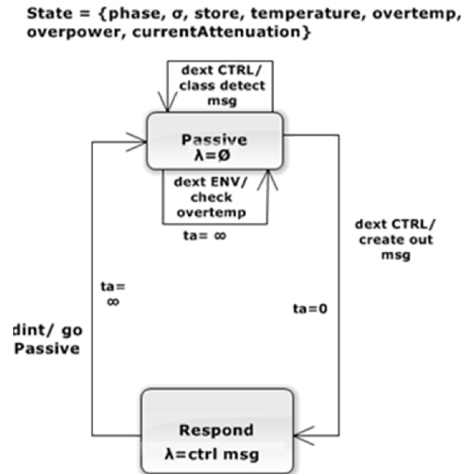 State = {phase, σ, store, temperature, overtemp,
overpower, currentAttenuation}
dext CTRL/
class detect
msg
Passive
λ=Ø
dext ENV/
check
overtemp
ta= ∞
dext CTRL/
create out
msg
ta=
∞
ta=0
dint/ go
Passive
Respond
λ=ctrl msg